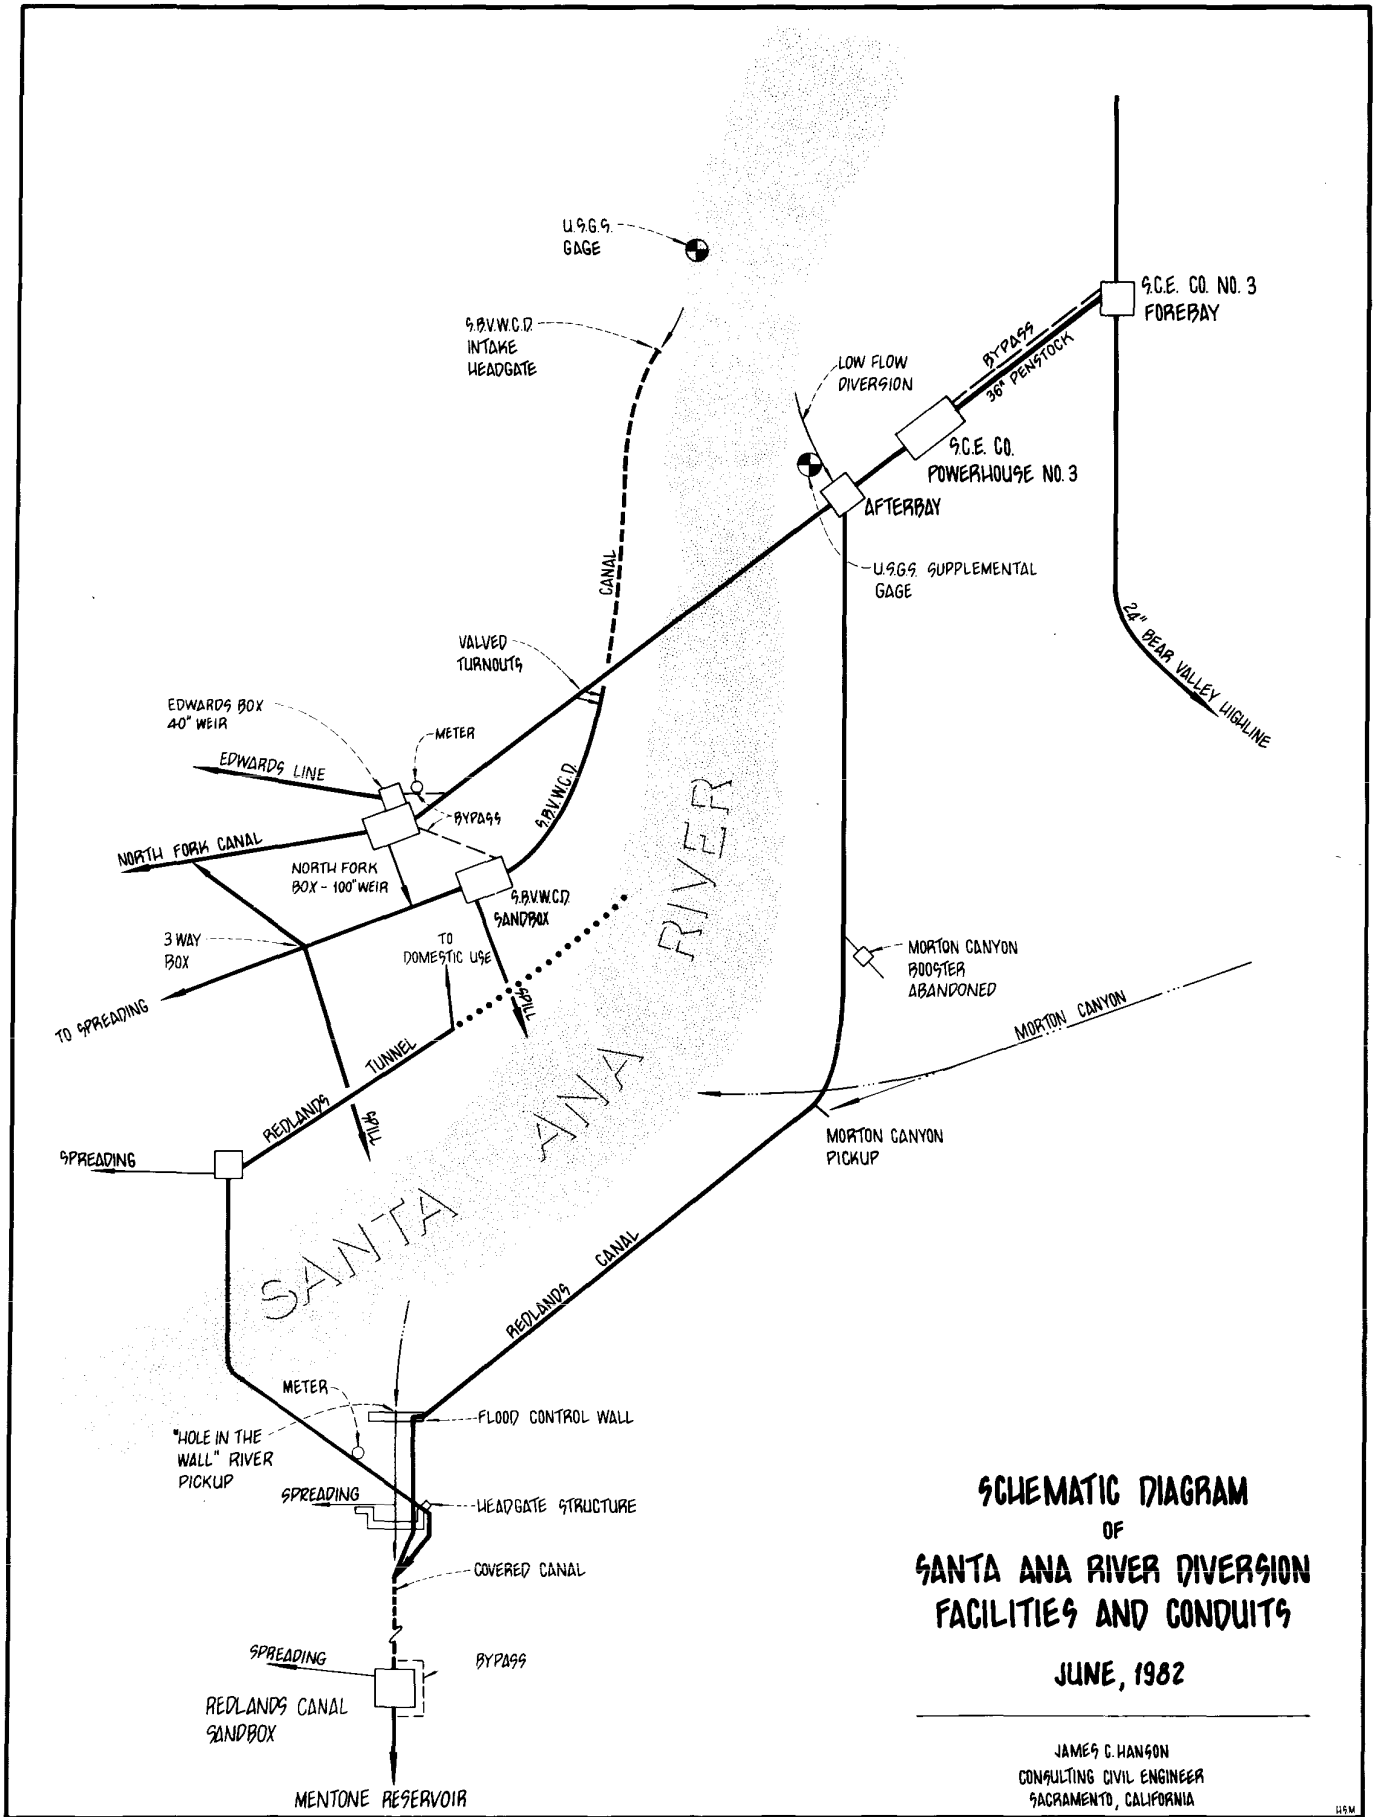 U.S.G.S.
GAGE
S.C.E. CO. NO. 3
FOREBAY
S.B.V.W.C.D.
INTAKE
HEADGATE
BYPASS
36" PENSTOCK
LOW FLOW
DIVERSION
S.C.E. CO.
POWERHOUSE NO. 3
AFTERBAY
U.S.G.S. SUPPLEMENTAL
GAGE
CANAL
24" BEAR VALLEY HIGHLINE
VALVED
TURNOUTS
EDWARDS BOX
40" WEIR
METER
EDWARDS LINE
BYPASS
S.B.V.W.C.D.
NORTH FORK CANAL
NORTH FORK
BOX - 100" WEIR
S.B.V.W.C.D.
SANDBOX
3 WAY
BOX
TO
DOMESTIC USE
MORTON CANYON
BOOSTER
ABANDONED
TO SPREADING
SPILL
MORTON CANYON
REDLANDS TUNNEL
SPILL
SPREADING
MORTON CANYON
PICKUP
SANTA ANA RIVER
REDLANDS CANAL
METER
"HOLE IN THE
WALL" RIVER
PICKUP
FLOOD CONTROL WALL
SPREADING
HEADGATE STRUCTURE
COVERED CANAL
SPREADING
BYPASS
REDLANDS CANAL
SANDBOX
MENTONE RESERVOIR
SCHEMATIC DIAGRAM
OF
SANTA ANA RIVER DIVERSION
FACILITIES AND CONDUITS
JUNE, 1982
JAMES C. HANSON
CONSULTING CIVIL ENGINEER
SACRAMENTO, CALIFORNIA